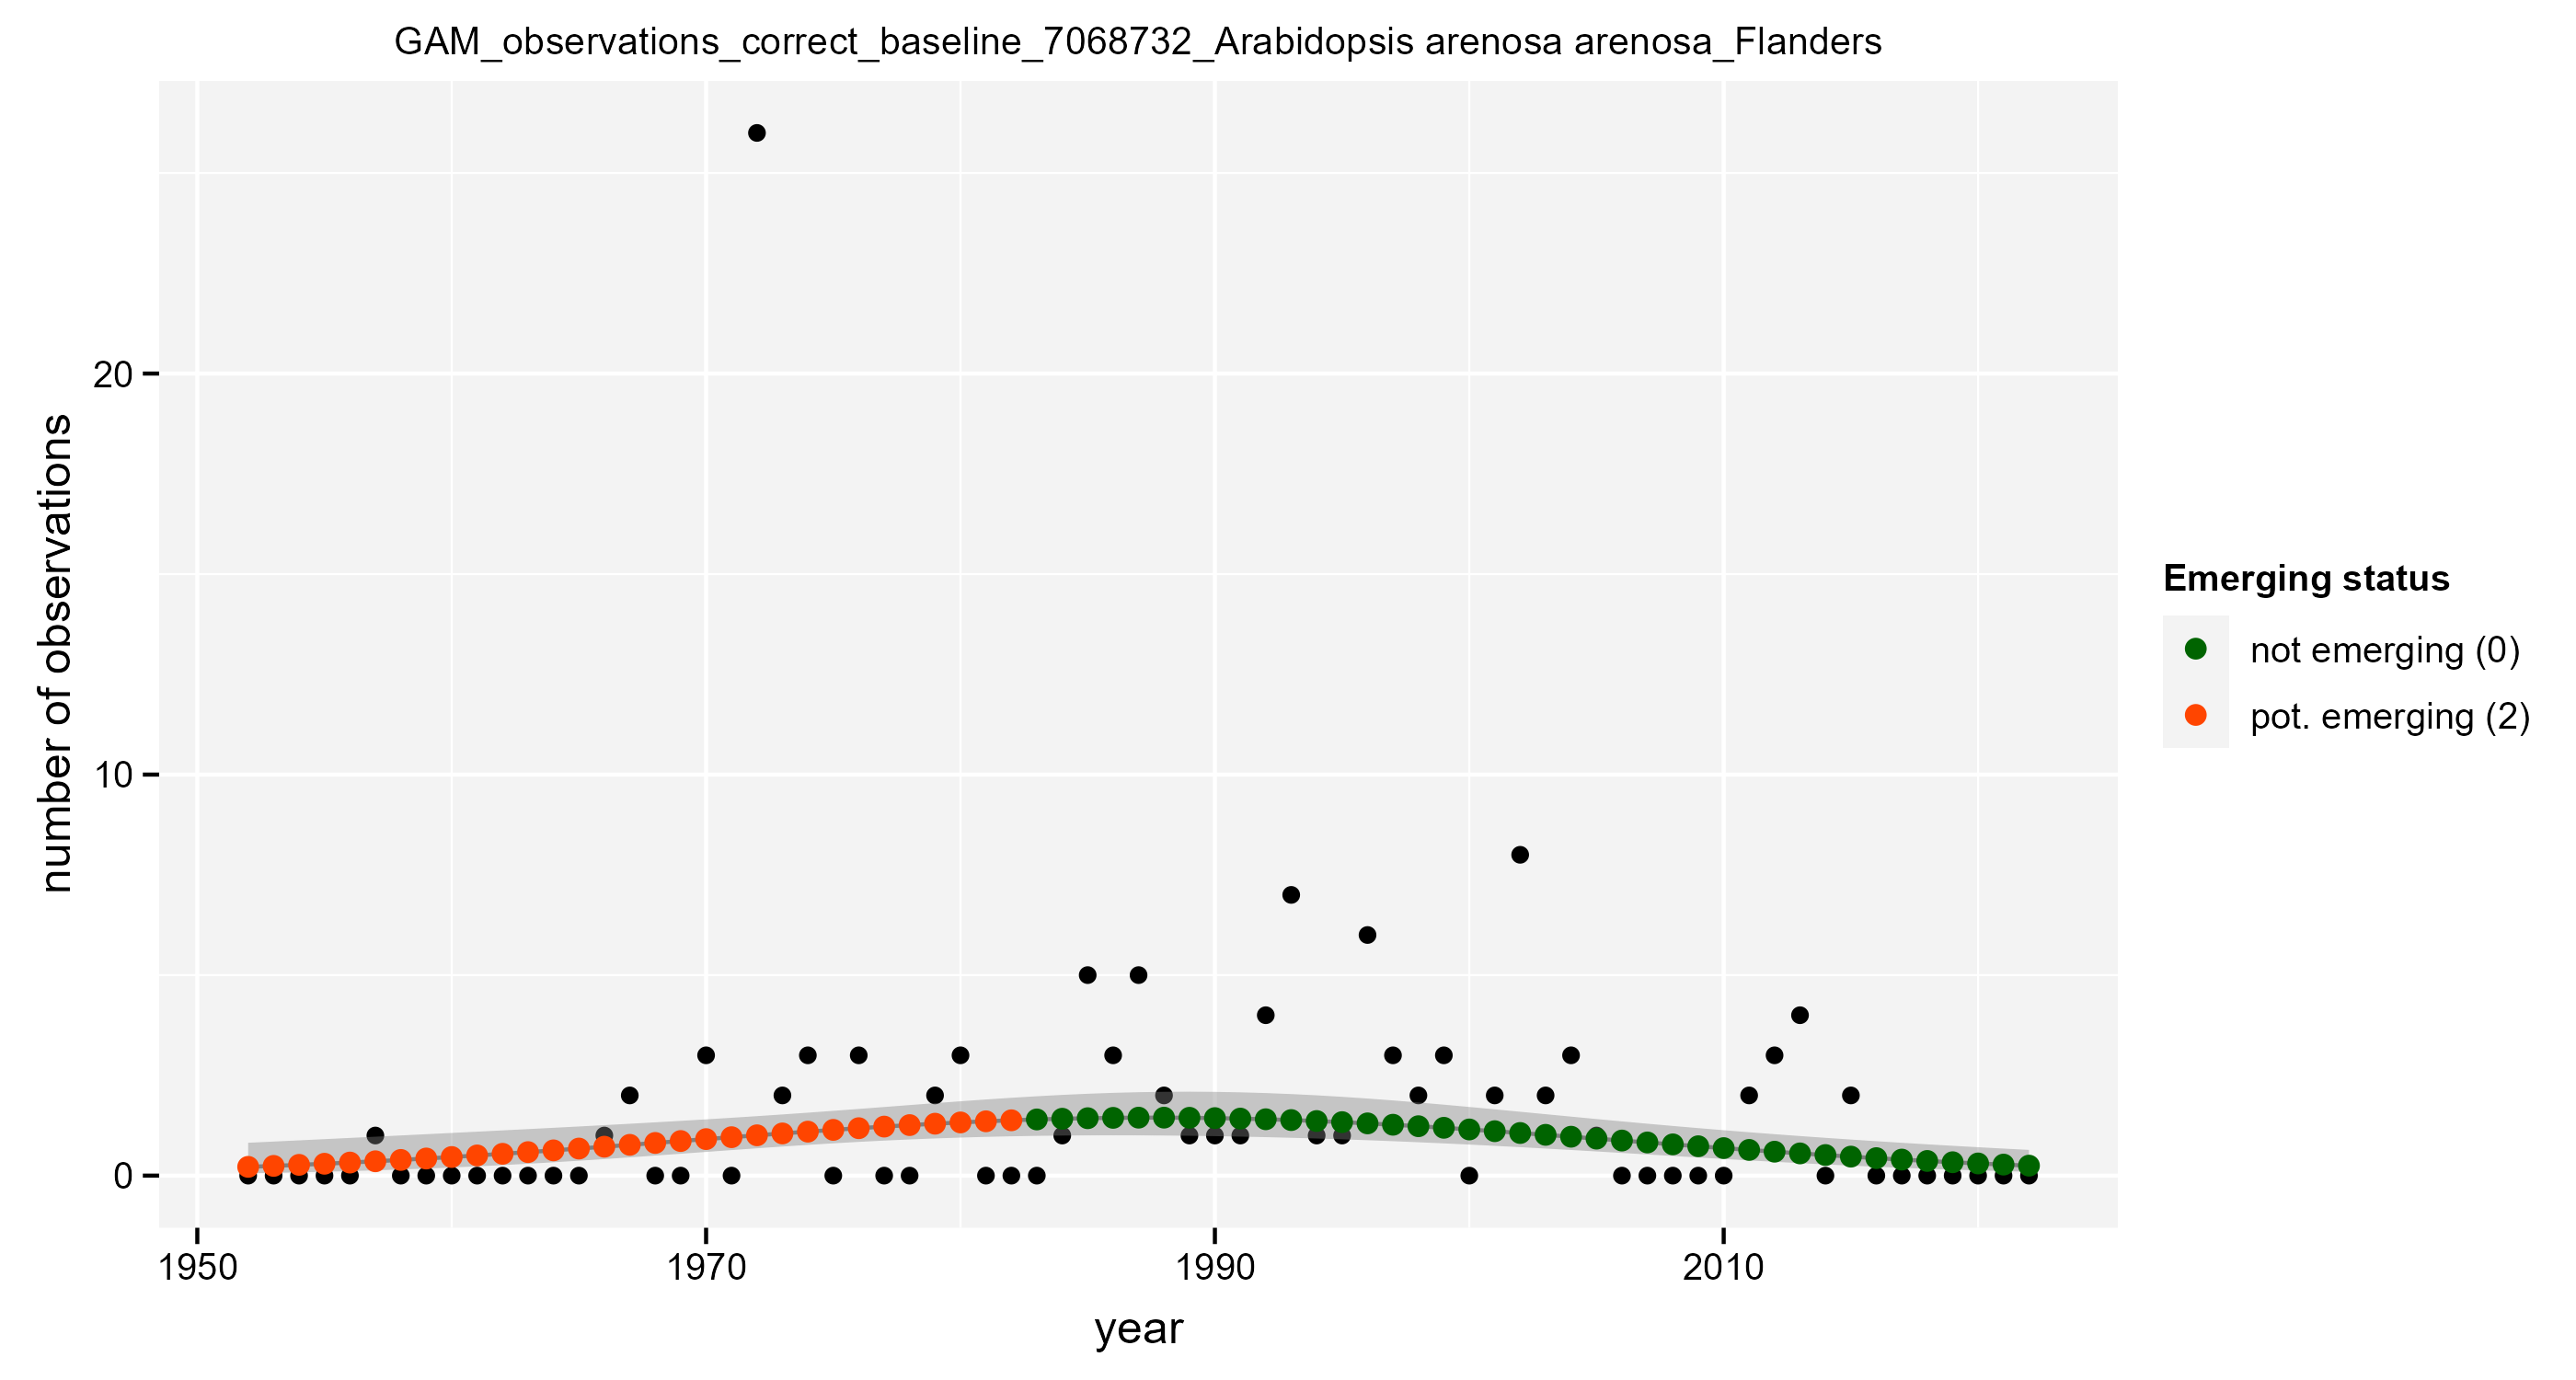 GAM_observations_correct_baseline_7068732_Arabidopsis arenosa arenosa_Flanders
number of observations
20
10
0
1950
1970
1990
2010
year
Emerging status
not emerging (0)
pot. emerging (2)